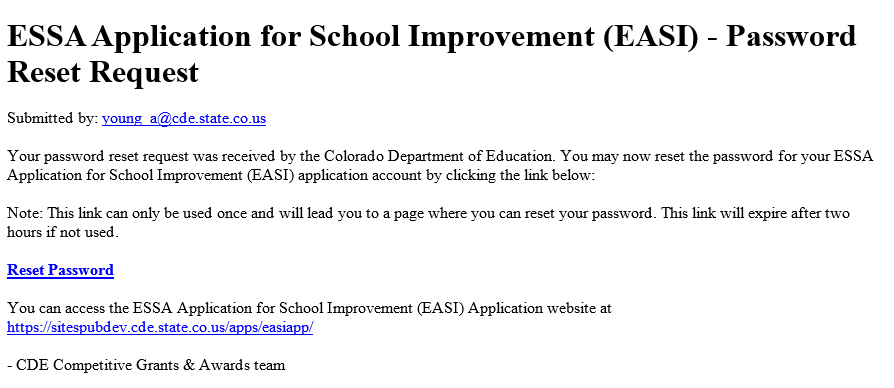 ESSA Application for School Improvement (EASI) - Password
Reset Request
Submitted by: young_a@cde.state.co.us
Your password reset request was received by the Colorado Department of Education. You may now reset the password for your ESSA
Application for School Improvement (EASI) application account by clicking the link below:
Note: This link can only be used once and will lead you to a page where you can reset your password. This link will expire after two
hours if not used.
Reset Password
You can access the ESSA Application for School Improvement (EASI) Application website at
https://sitespubdev.cde.state.co.us/apps/easiapp/
- CDE Competitive Grants & Awards team